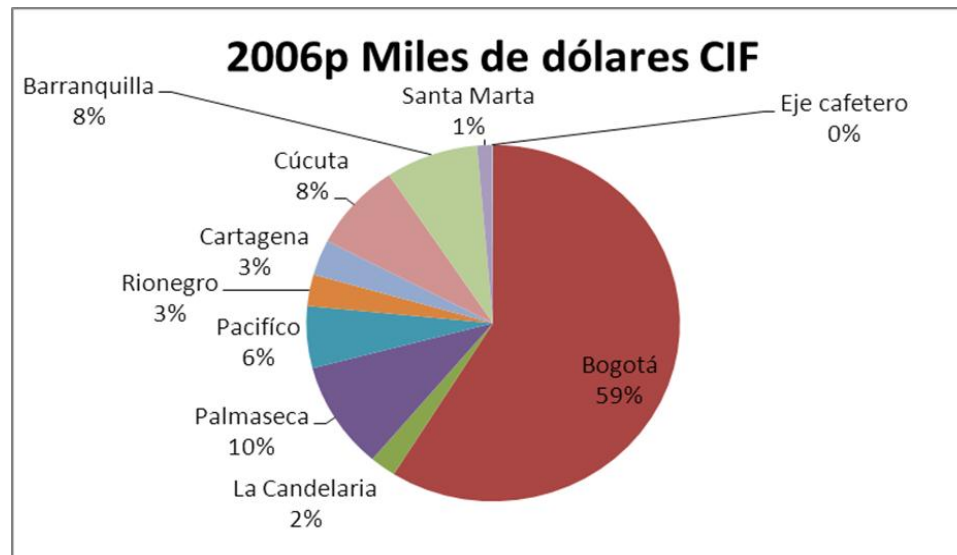 2006p Miles de dólares CIF
Barranquilla
8%
Santa Marta
1%
Eje cafetero
0%
Cúcuta
8%
Cartagena
3%
Rionegro
3%
Pacifíco
6%
Bogotá
59%
Palmaseca
10%
La Candelaria
2%